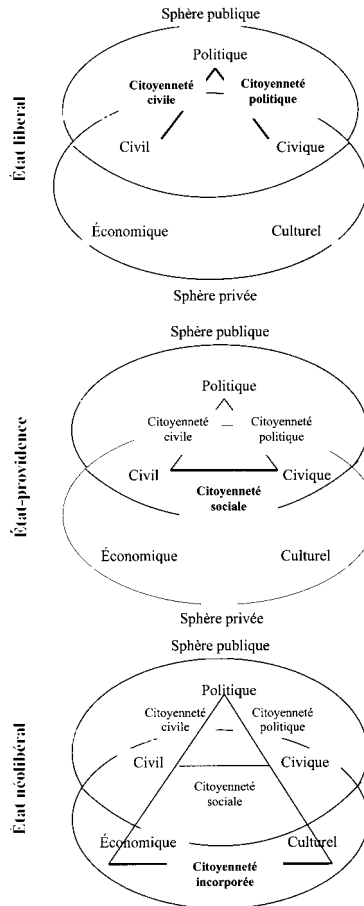 Sphère publique
Politique
Citoyenneté Citoyenneté
civile politique
Civil Civique
État libéral
Économique Culturel
Sphère privée
Sphère publique
Politique
Citoyenneté Citoyenneté
civile politique
Civil Civique
Citoyenneté
sociale
État-providence
Économique Culturel
Sphère privée
Sphère publique
Politique
Citoyenneté Citoyenneté
civile politique
Civil Civique
Citoyenneté
sociale
État néolibéral
Économique Culturel
Citoyenneté
incorporée